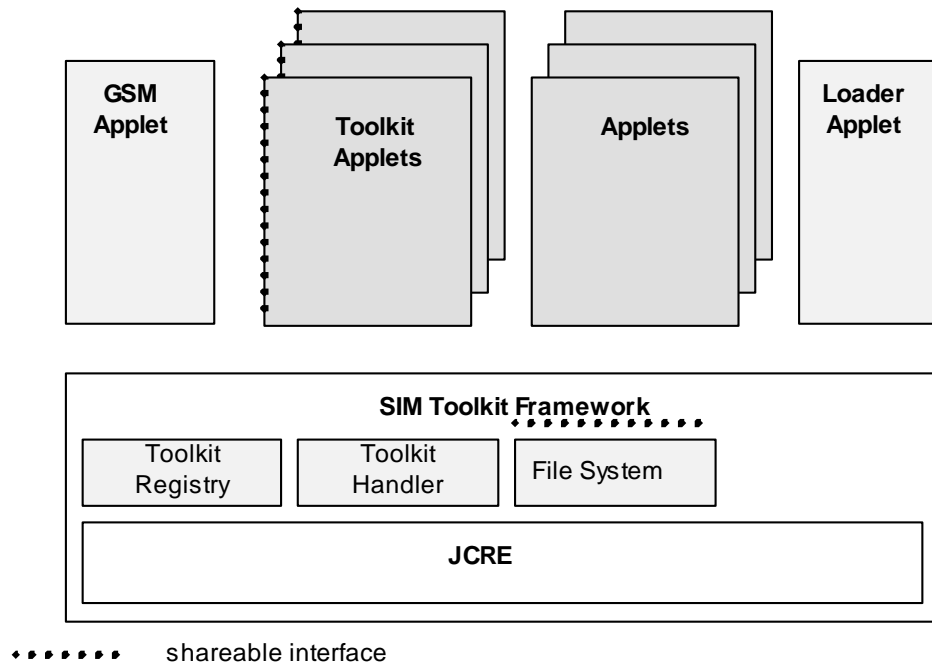 GSM
Applet
Toolkit
Applets
Applets
Loader
Applet
SIM Toolkit Framework
Toolkit
Registry
Toolkit
Handler
File System
JCRE
shareable interface